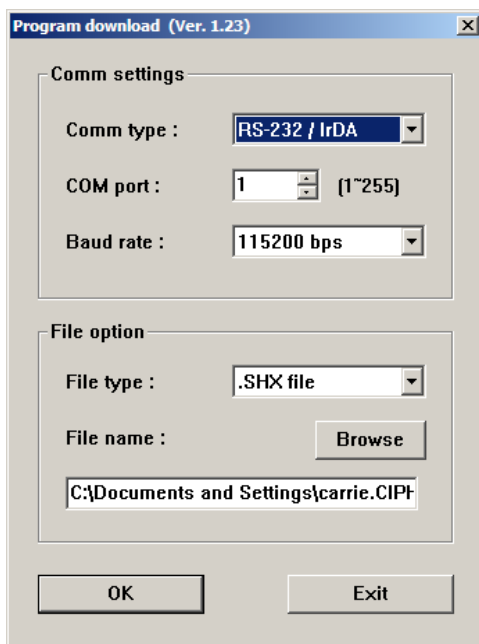 Program download (Ver. 1.23)
Comm settings
Comm type : RS-232 / IrDA
COM port : 1 (1~255)
Baud rate : 115200 bps
File option
File type : .SHX file
File name : Browse
C:\Documents and Settings\carrie.CIPH
OK Exit